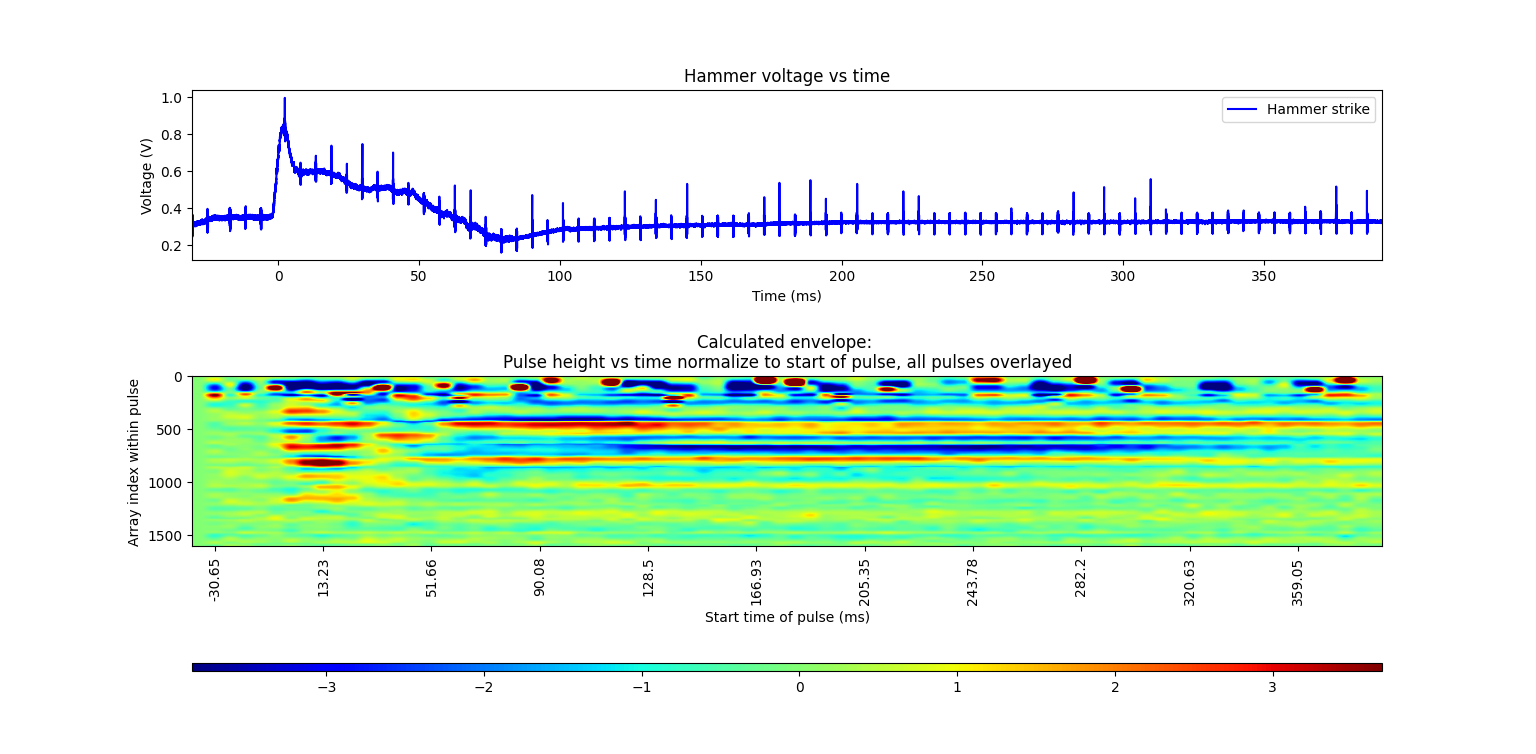 Hammer voltage vs time
Hammer strike
1.0
0.8
0.6
0.4
0.2
Voltage (V)
0 50 100 150 200 250 300 350
Time (ms)
Calculated envelope:
Pulse height vs time normalize to start of pulse, all pulses overlayed
0
500
1000
1500
Array index within pulse
-30.65 13.23 51.66 90.08 128.5 166.93 205.35 243.78 282.2 320.63 359.05
Start time of pulse (ms)
−3 −2 −1 0 1 2 3